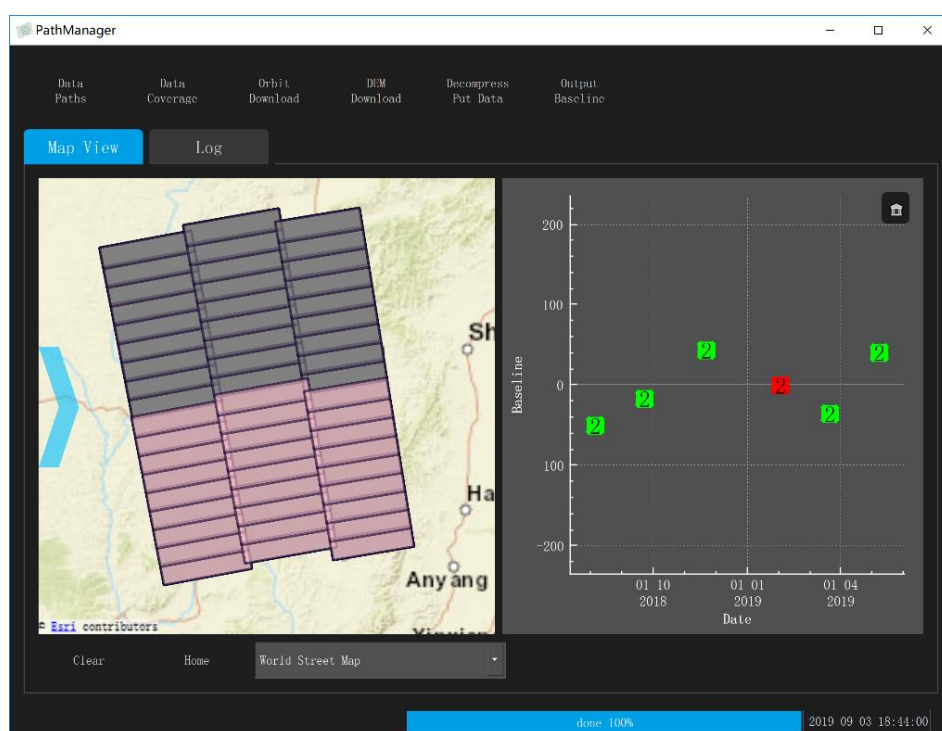 PathManager
Data Paths
Data Coverage
Orbit Download
DEM Download
Decompress Put Data
Output Baseline
Map View
Log
Sh
Ha
Anyang
© Esri contributors
200
100
0
100
-200
Baseline
2
2
2
2
2
2
01 10 2018
01 01 2019
01 04 2019
Date
Clear
Home
World Street Map
done 100%
2019 09 03 18:44:00